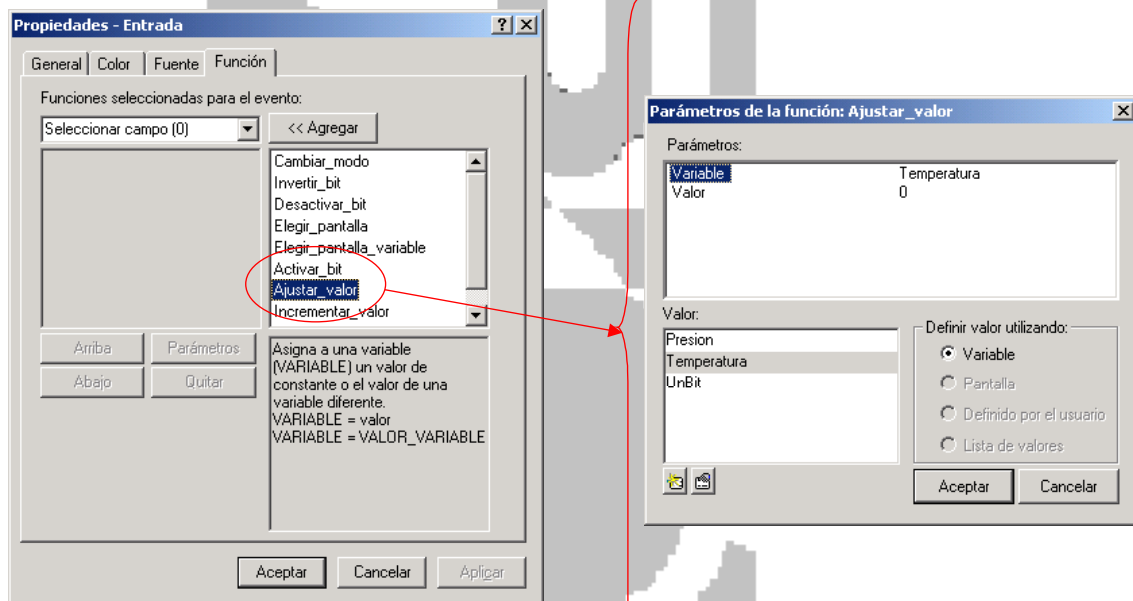 Propiedades - Entrada
General Color Fuente Función
Funciones seleccionadas para el evento:
Seleccionar campo (0)
<< Agregar
Cambiar_modo
Invertir_bit
Desactivar_bit
Elegir_pantalla
Elegir_pantalla_variable
Activar_bit
Ajustar_valor
Incrementar_valor
Arriba
Parámetros
Abajo
Quitar
Asigna a una variable
(VARIABLE) un valor de
constante o el valor de una
variable diferente.
VARIABLE = valor
VARIABLE = VALOR_VARIABLE
Aceptar
Cancelar
Aplicar
Parámetros de la función: Ajustar_valor
Parámetros:
Variable Temperatura
Valor 0
Valor:
Presion
Temperatura
UnBit
Definir valor utilizando:
Variable
Pantalla
Definido por el usuario
Lista de valores
Aceptar
Cancelar